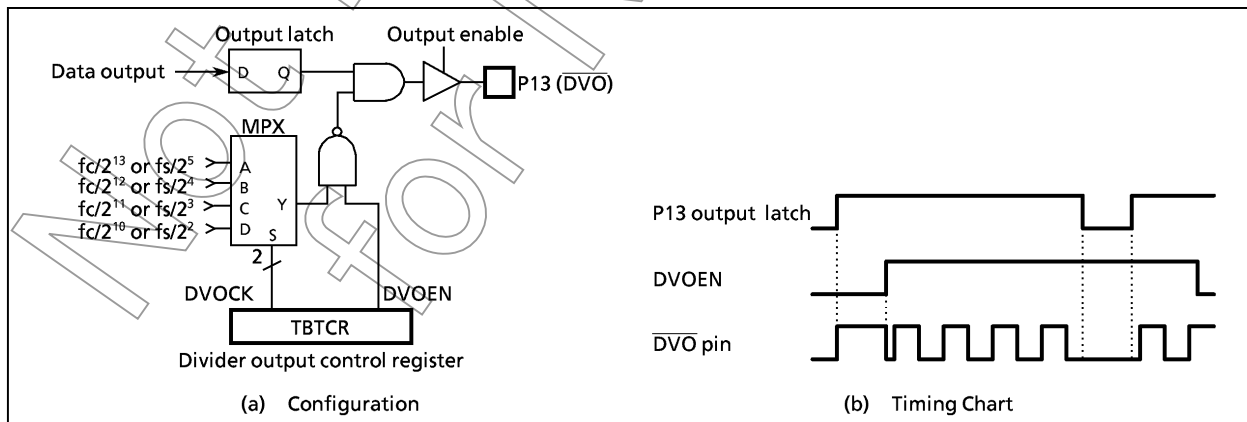 Output latch
Output enable
Data output
D Q
P13 (DVO)
MPX
fc/2¹³ or fs/2⁵ A
fc/2¹² or fs/2⁴ B
fc/2¹¹ or fs/2³ C
Y
fc/2¹⁰ or fs/2² D
S
2
DVOCK
DVOEN
TBTCR
Divider output control register
(a) Configuration
P13 output latch
DVOEN
DVO pin
(b) Timing Chart
Not
for